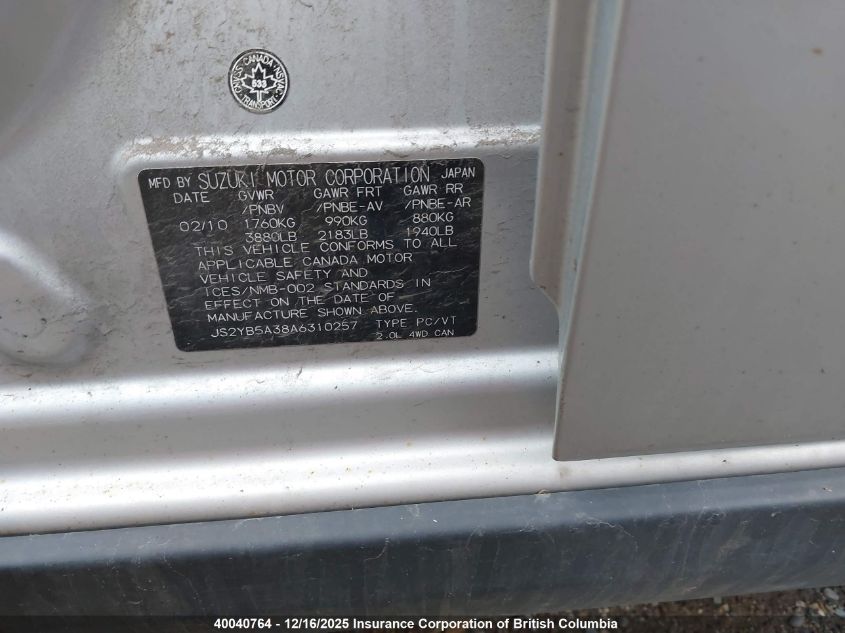 CANADA
CMVSS
NSVAC
533
TRANSPORT
MFD BY SUZUKI MOTOR CORPORATION JAPAN
DATE GVWR GAWR FRT GAWR RR
/PNBV /PNBE-AV /PNBE-AR
02/10 1760KG 990KG 880KG
3880LB 2183LB 1940LB
THIS VEHICLE CONFORMS TO ALL
APPLICABLE CANADA MOTOR
VEHICLE SAFETY AND
ICES/NMB-002 STANDARDS IN
EFFECT ON THE DATE OF
MANUFACTURE SHOWN ABOVE.
JS2YB5A38A6310257 TYPE PC/VT
2.0L 4WD CAN
40040764 - 12/16/2025 Insurance Corporation of British Columbia